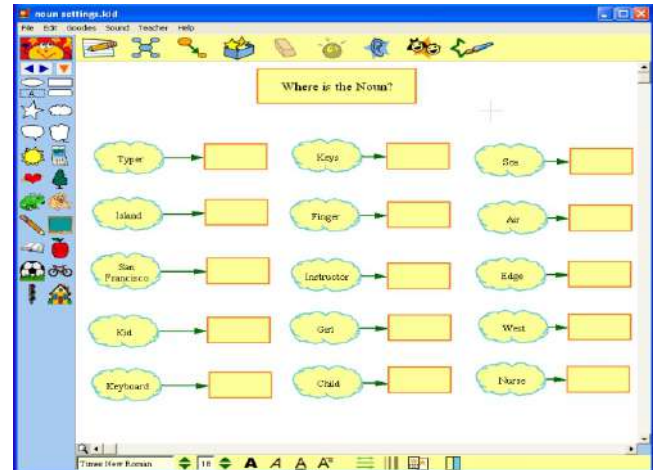 noun settings.kid
File Edit Goodies Sound Teacher Help
Where is the Noun?
Typer
Keys
Sea
Island
Finger
Air
San
Francisco
Instructor
Edge
Kid
Girl
West
Keyboard
Child
Nurse
Times New Roman 18 A A A A